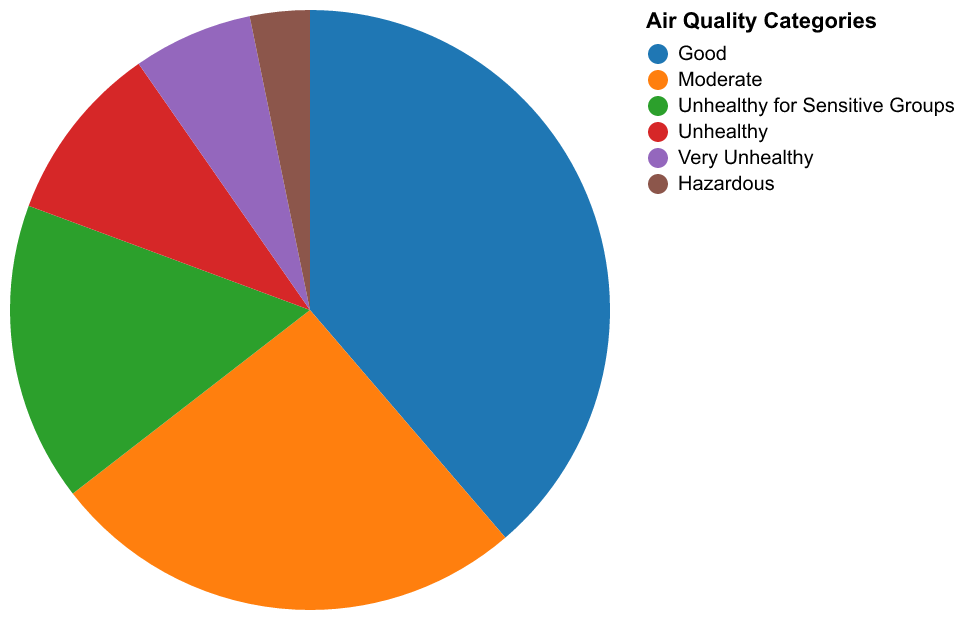 Air Quality Categories
Good
Moderate
Unhealthy for Sensitive Groups
Unhealthy
Very Unhealthy
Hazardous